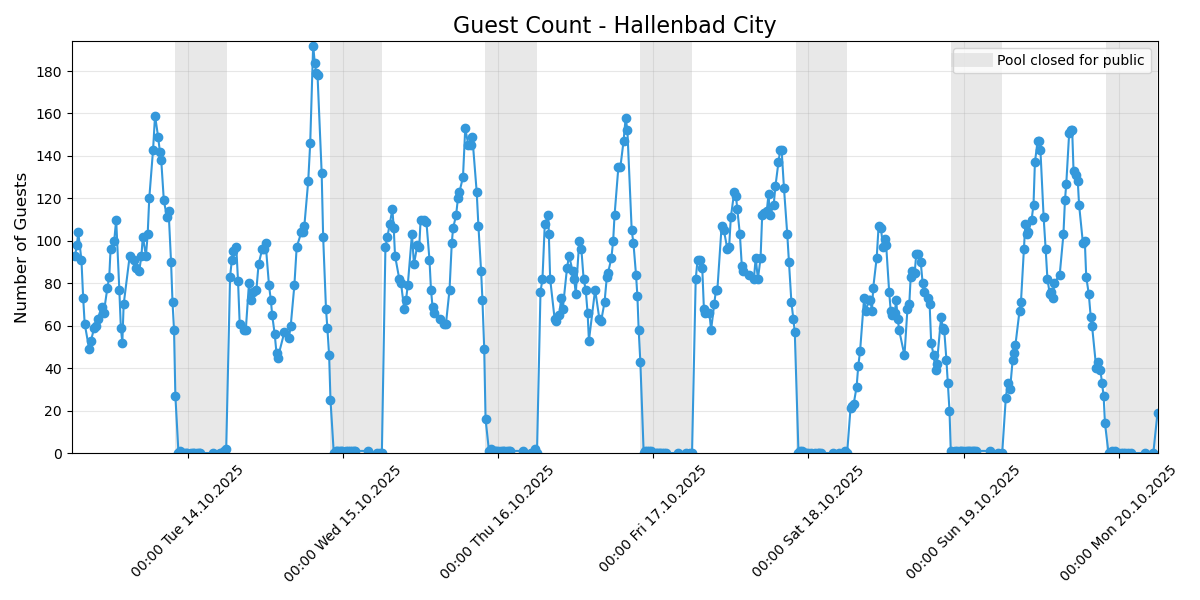 Guest Count - Hallenbad City
Pool closed for public
Number of Guests
180
160
140
120
100
80
60
40
20
0
00:00 Tue 14.10.2025
00:00 Wed 15.10.2025
00:00 Thu 16.10.2025
00:00 Fri 17.10.2025
00:00 Sat 18.10.2025
00:00 Sun 19.10.2025
00:00 Mon 20.10.2025